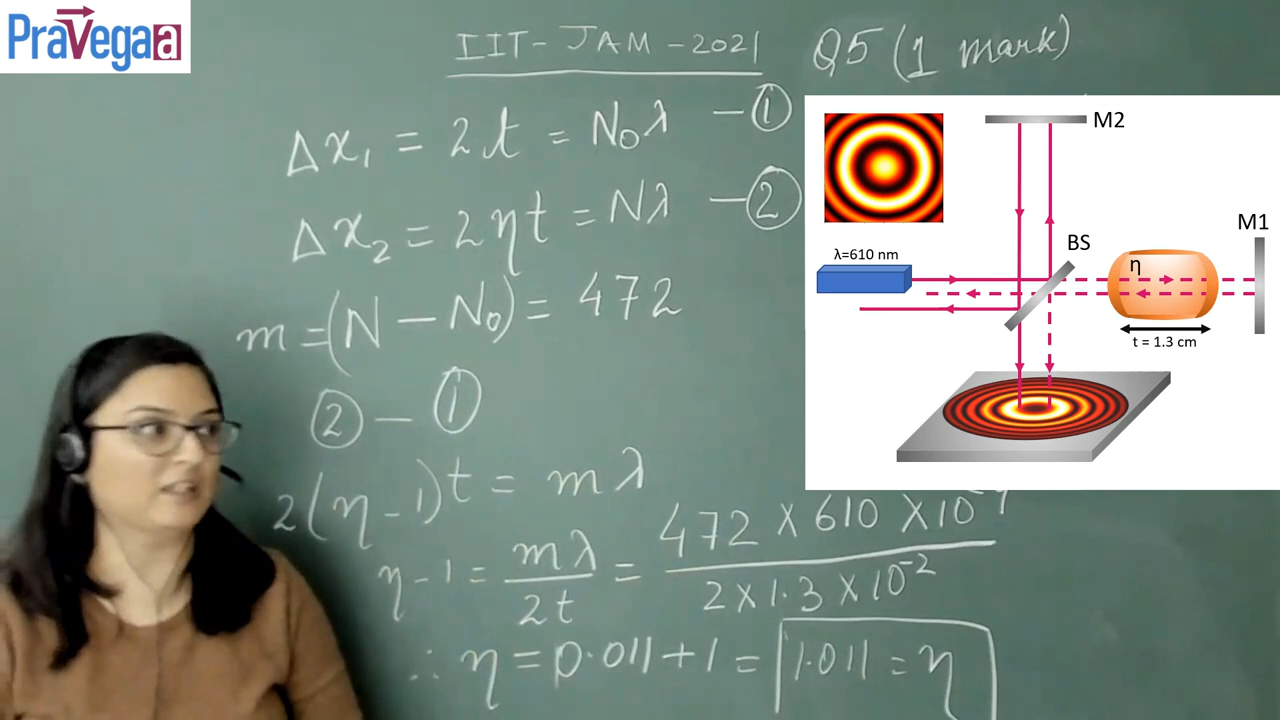 PraVegaa
IIT-JAM-2021 Q5 (1 mark)
Δx₁ = 2t = N₀λ —①
Δx₂ = 2ηt = Nλ —②
m = (N − N₀) = 472
② − ①
2(η−1)t = mλ
η−1 = mλ/2t = 472 × 610 × 10⁻⁹/2 × 1.3 × 10⁻²
∴ η = 0.011 + 1 = 1.011 = η
M2
M1
BS
λ=610 nm
η
t = 1.3 cm